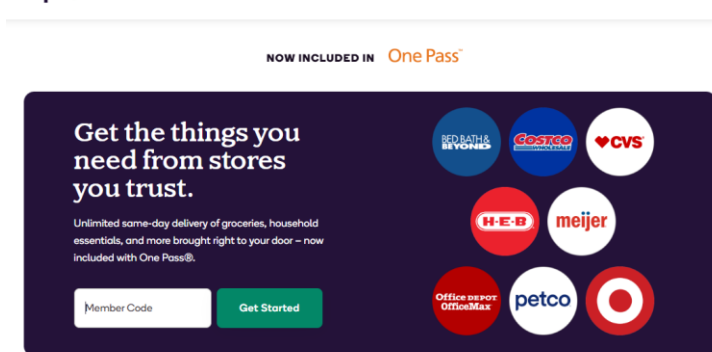 NOW INCLUDED IN One Pass™
Get the things you
need from stores
you trust.
Unlimited same-day delivery of groceries, household
essentials, and more brought right to your door – now
included with One Pass®.
Member Code
Get Started
BED BATH &
BEYOND
COSTCO
WHOLESALE
CVS
H-E-B
meijer
Office DEPOT
OfficeMax
petco